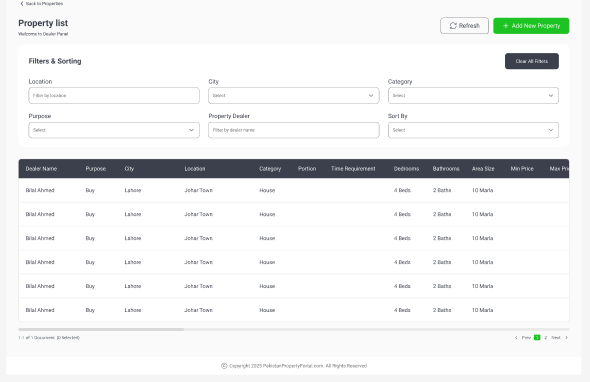 Back to Properties
Property list
Welcome to Dealer Panel
Refresh
+ Add New Property
Filters & Sorting
Clear All Filters
Location
City
Category
Filter by location
Select
Select
Purpose
Property Dealer
Sort By
Select
Filter by dealer name
Select
Dealer Name Purpose City Location Category Portion Time Requirement Bedrooms Bathrooms Area Size Min Price Max Pric
Bilal Ahmed Buy Lahore Johar Town House 4 Beds 2 Baths 10 Marla
Bilal Ahmed Buy Lahore Johar Town House 4 Beds 2 Baths 10 Marla
Bilal Ahmed Buy Lahore Johar Town House 4 Beds 2 Baths 10 Marla
Bilal Ahmed Buy Lahore Johar Town House 4 Beds 2 Baths 10 Marla
Bilal Ahmed Buy Lahore Johar Town House 4 Beds 2 Baths 10 Marla
Bilal Ahmed Buy Lahore Johar Town House 4 Beds 2 Baths 10 Marla
1-1 of 1 Document (0 Selected)
Prev 1 2 Next
© Copyright 2025 PakistanPropertyPortal.com, All Rights Reserved